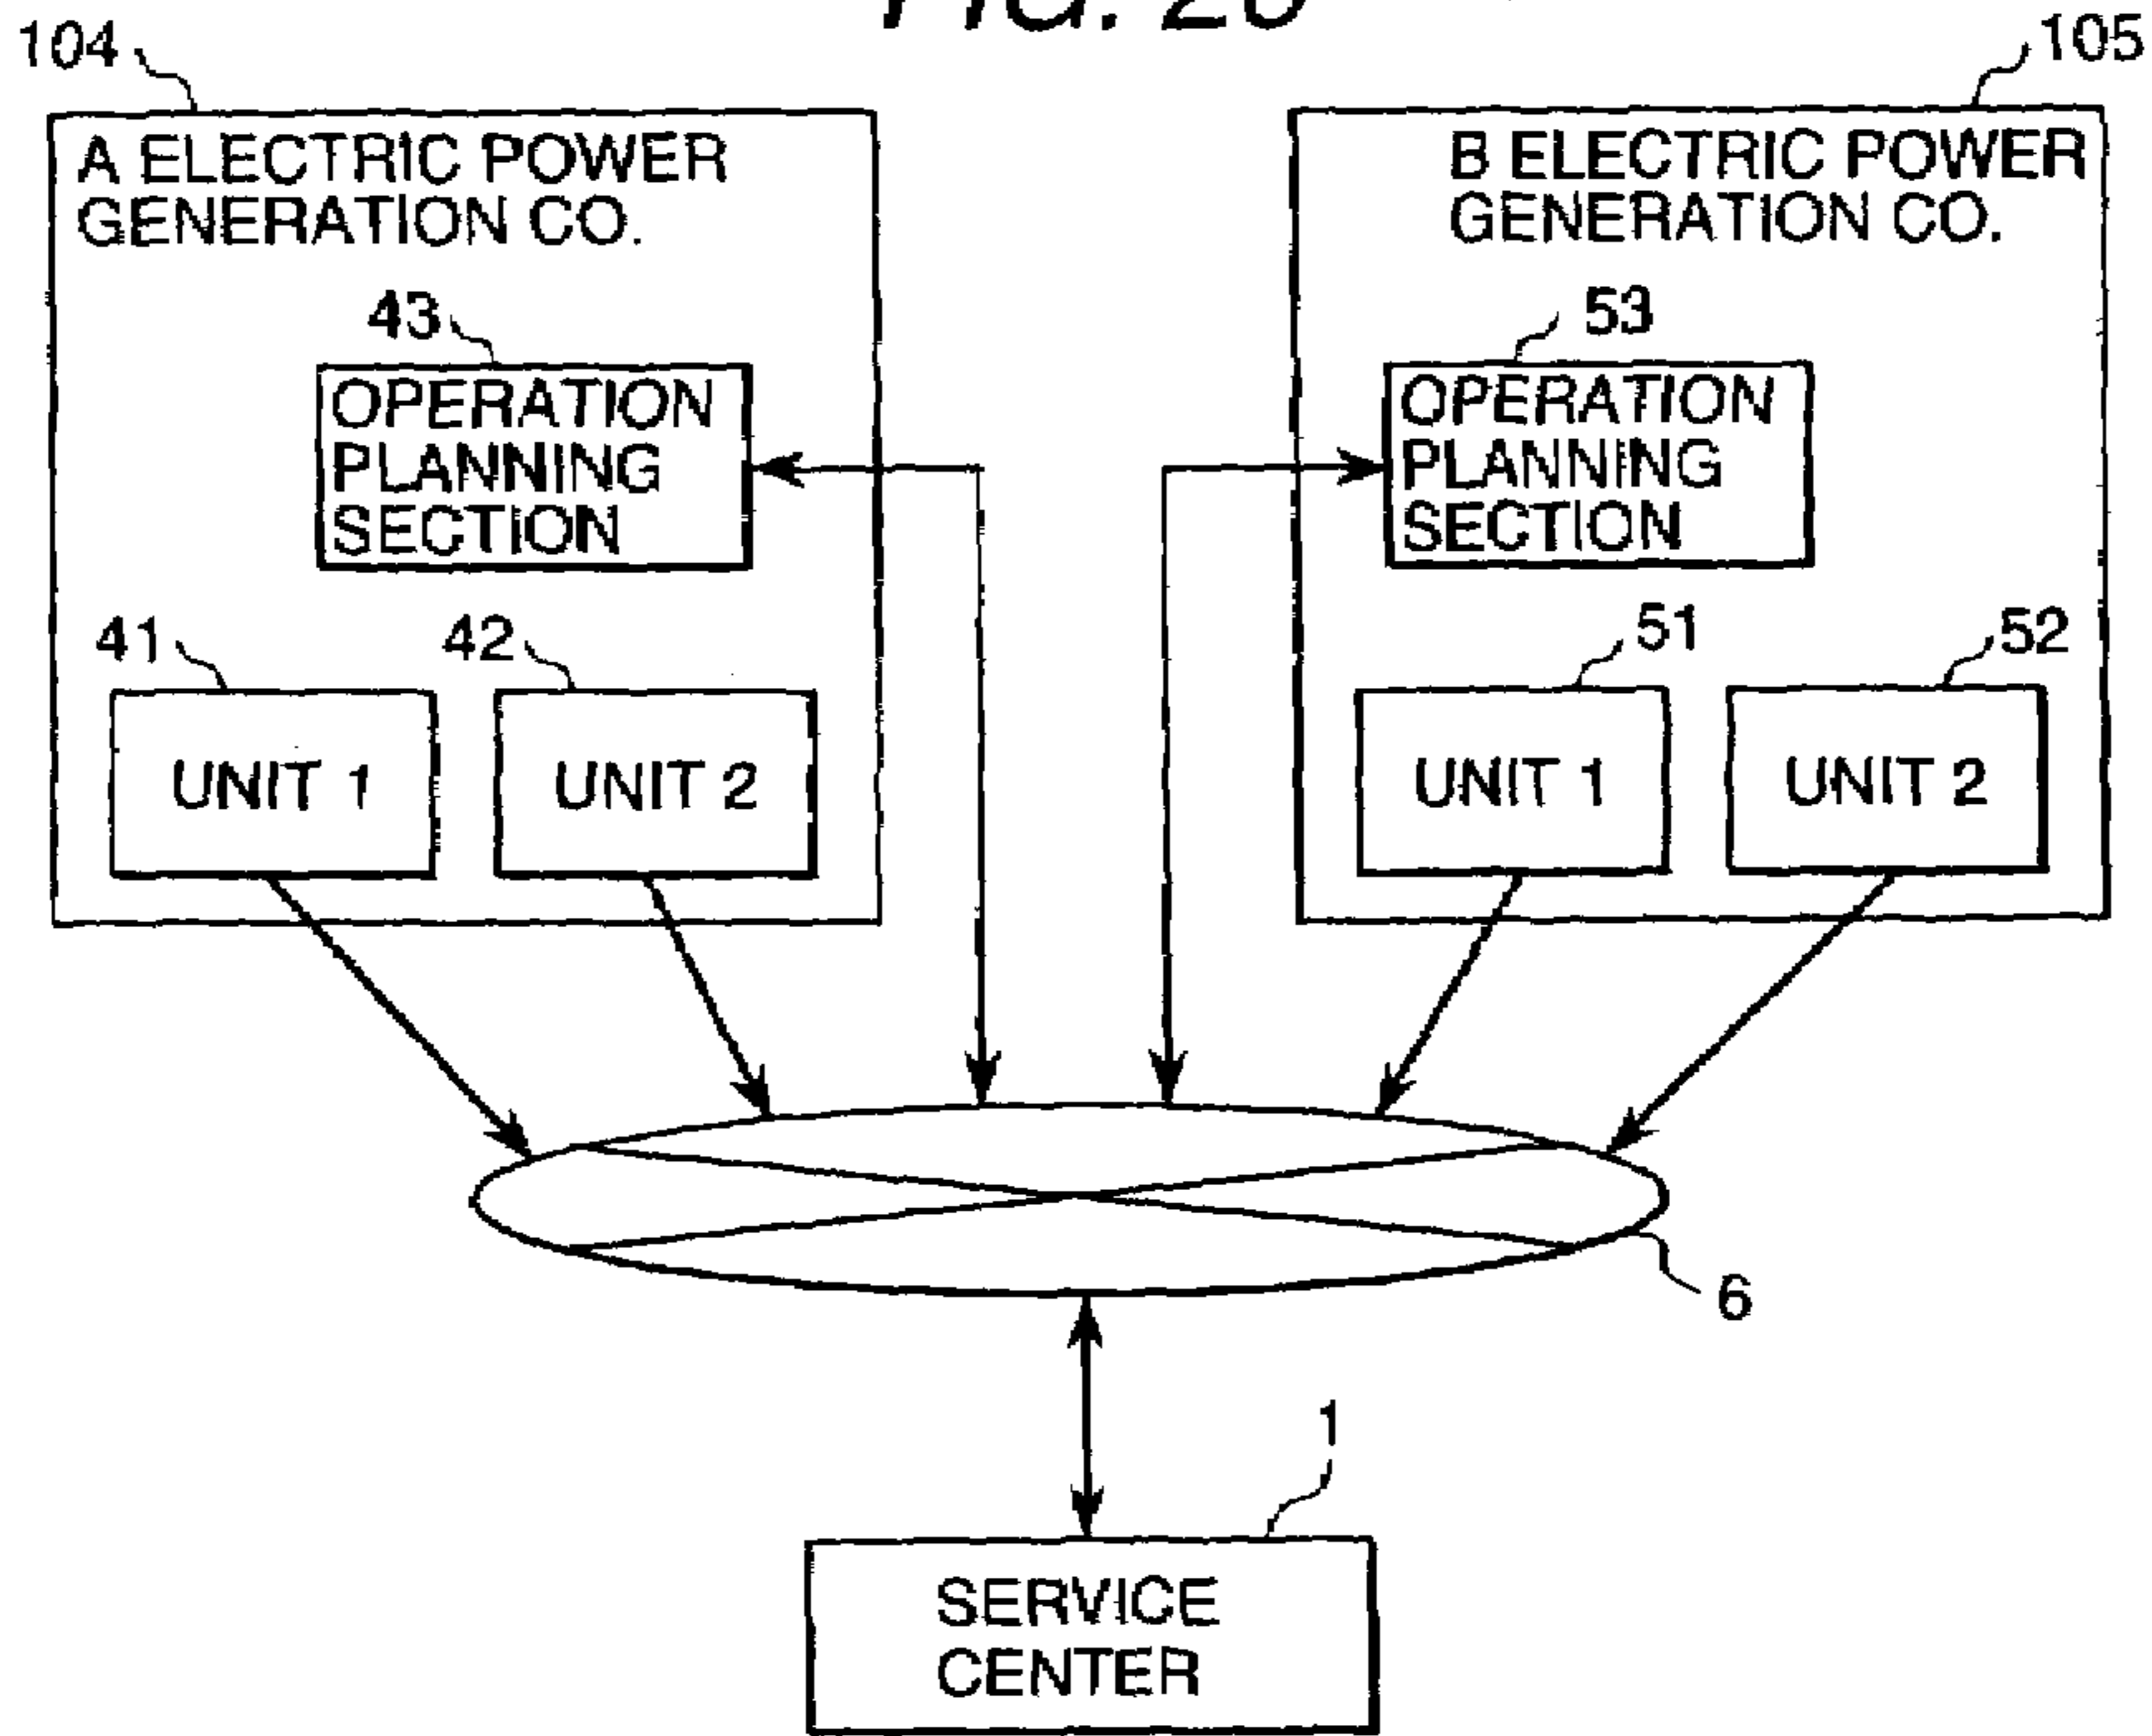 104
105
A ELECTRIC POWER
GENERATION CO.
B ELECTRIC POWER
GENERATION CO.
43
OPERATION
PLANNING
SECTION
53
OPERATION
PLANNING
SECTION
41
42
51
52
UNIT 1
UNIT 2
UNIT 1
UNIT 2
6
1
SERVICE
CENTER